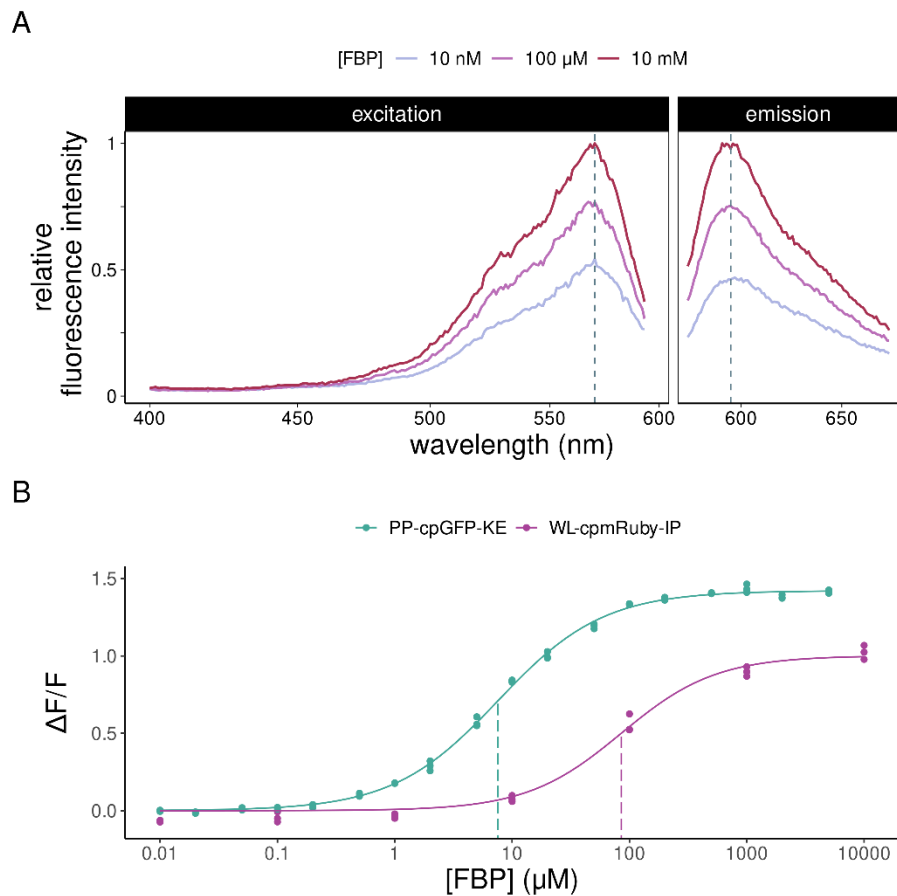 A
[FBP] 10 nM 100 µM 10 mM
excitation emission
relative
fluorescence intensity
1
0.5
0
400 450 500 550 600 600 650
wavelength (nm)
B
PP-cpGFP-KE WL-cpmRuby-IP
ΔF/F
1.5
1.0
0.5
0.0
0.01 0.1 1 10 100 1000 10000
[FBP] (µM)